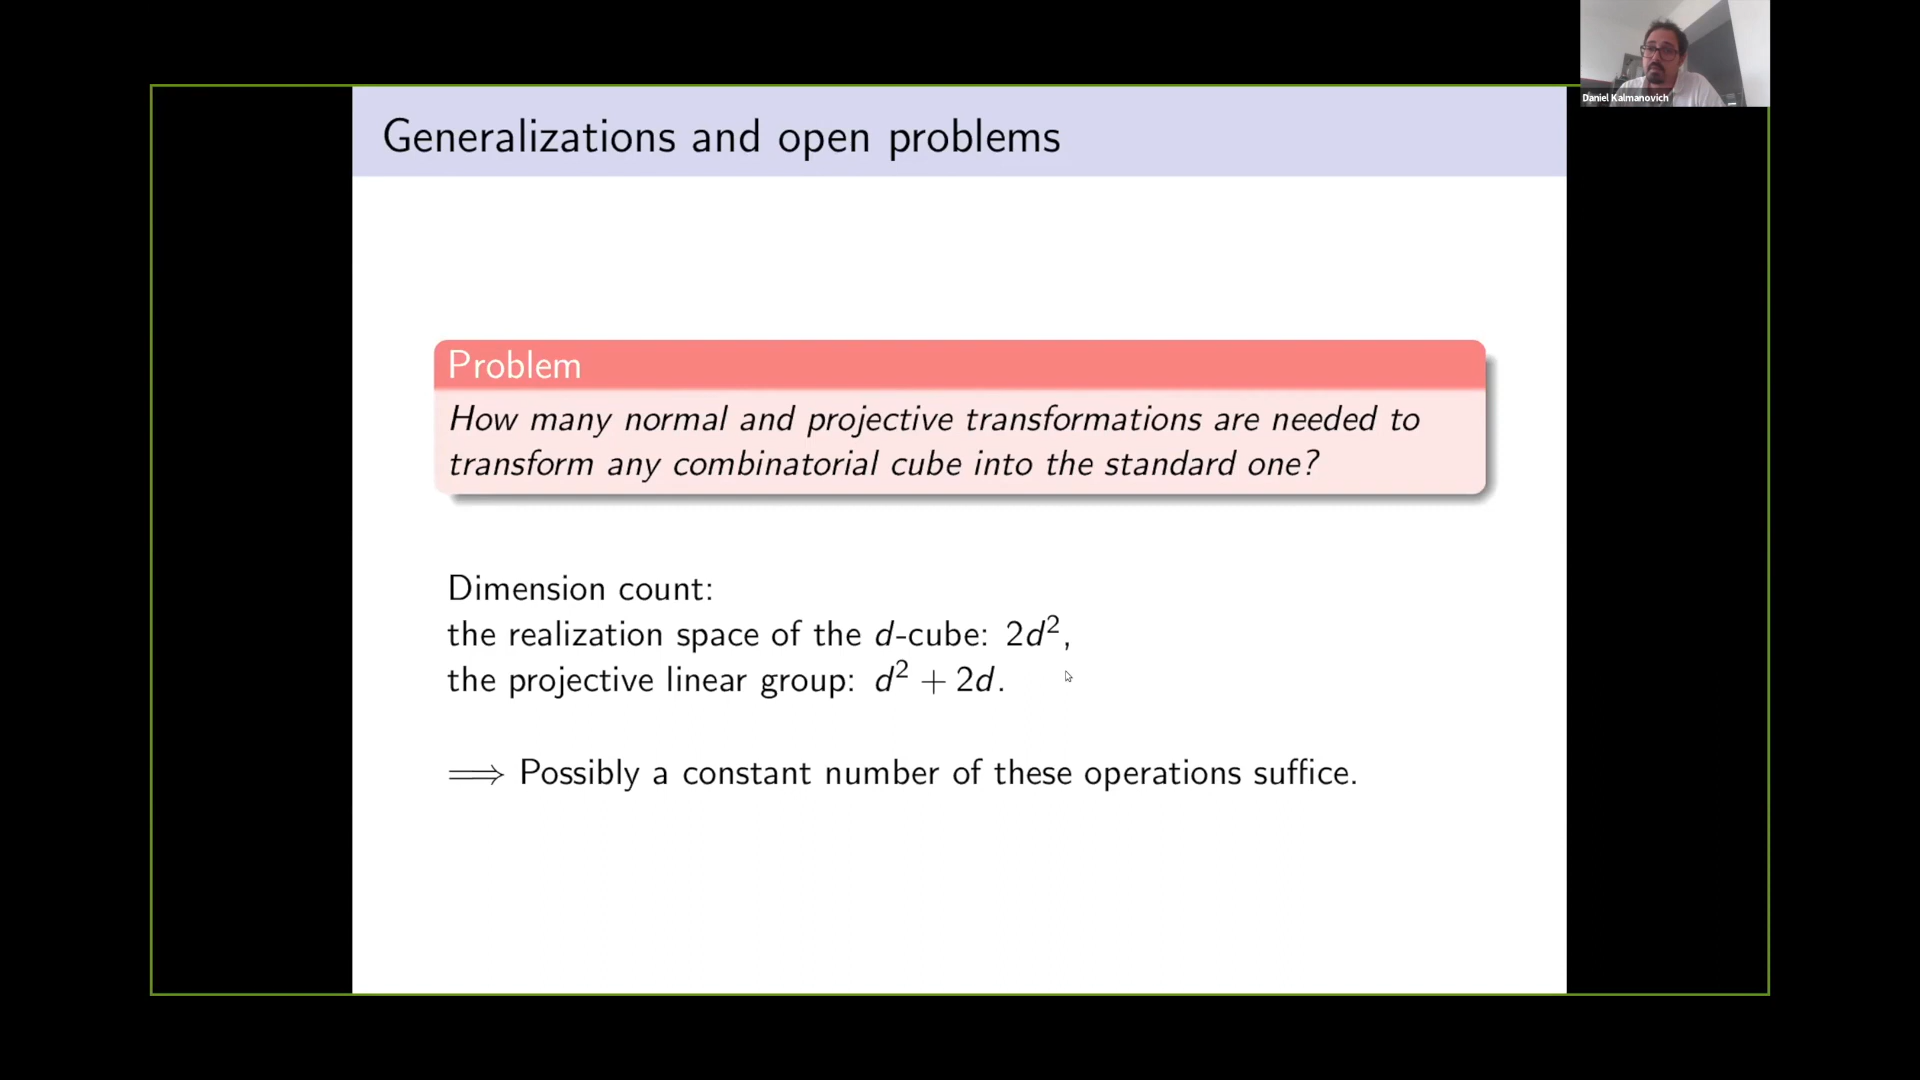 Daniel Kalmanovich
Generalizations and open problems
Problem
How many normal and projective transformations are needed to
transform any combinatorial cube into the standard one?
Dimension count:
the realization space of the d-cube: 2d²,
the projective linear group: d² + 2d.
⟹ Possibly a constant number of these operations suffice.